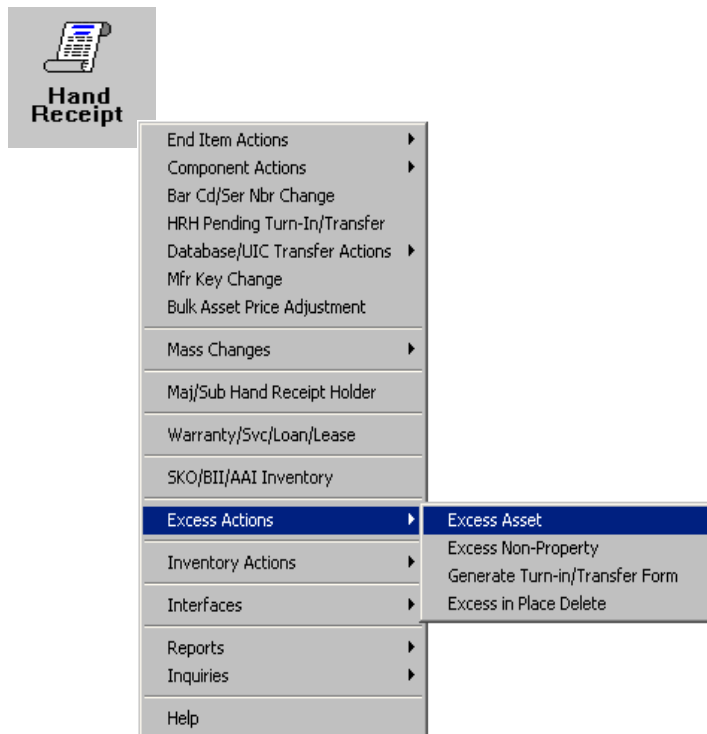 Hand
Receipt
End Item Actions
Component Actions
Bar Cd/Ser Nbr Change
HRH Pending Turn-In/Transfer
Database/UIC Transfer Actions
Mfr Key Change
Bulk Asset Price Adjustment
Mass Changes
Maj/Sub Hand Receipt Holder
Warranty/Svc/Loan/Lease
SKO/BII/AAI Inventory
Excess Actions
Excess Asset
Excess Non-Property
Generate Turn-in/Transfer Form
Excess in Place Delete
Inventory Actions
Interfaces
Reports
Inquiries
Help